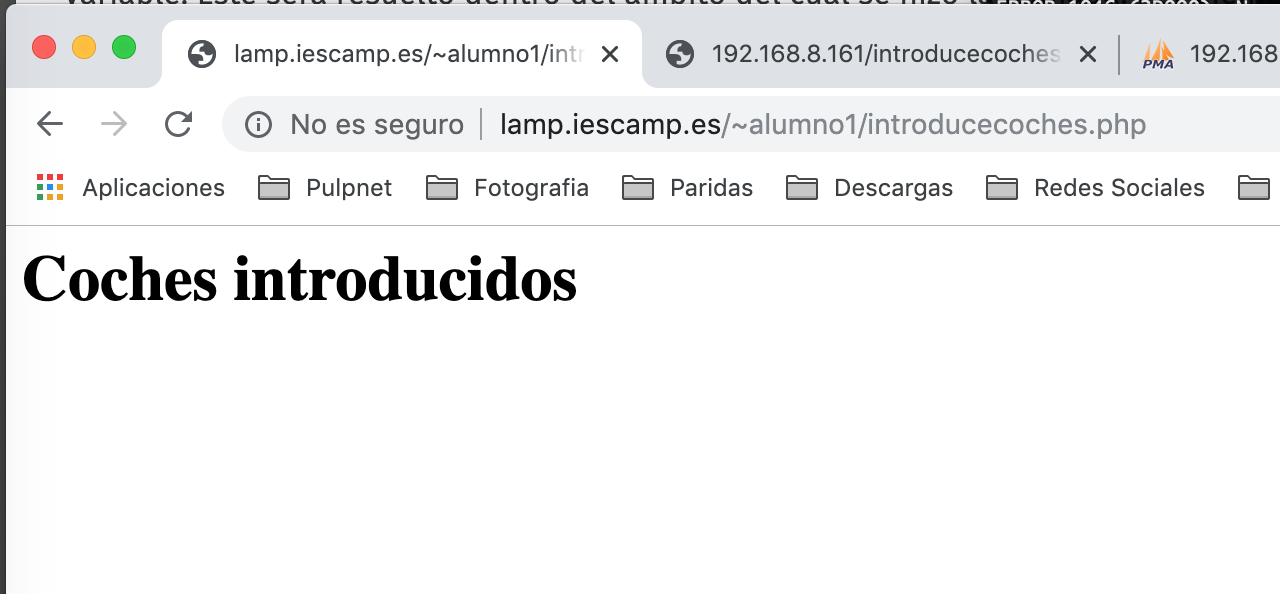 variable. Este será resuelto dentro del ámbito del cual se hizo
lamp.iescamp.es/~alumno1/intr
192.168.8.161/introducecoches
PMA
192.168
No es seguro
lamp.iescamp.es/~alumno1/introducecoches.php
Aplicaciones
Pulpnet
Fotografia
Paridas
Descargas
Redes Sociales
Coches introducidos